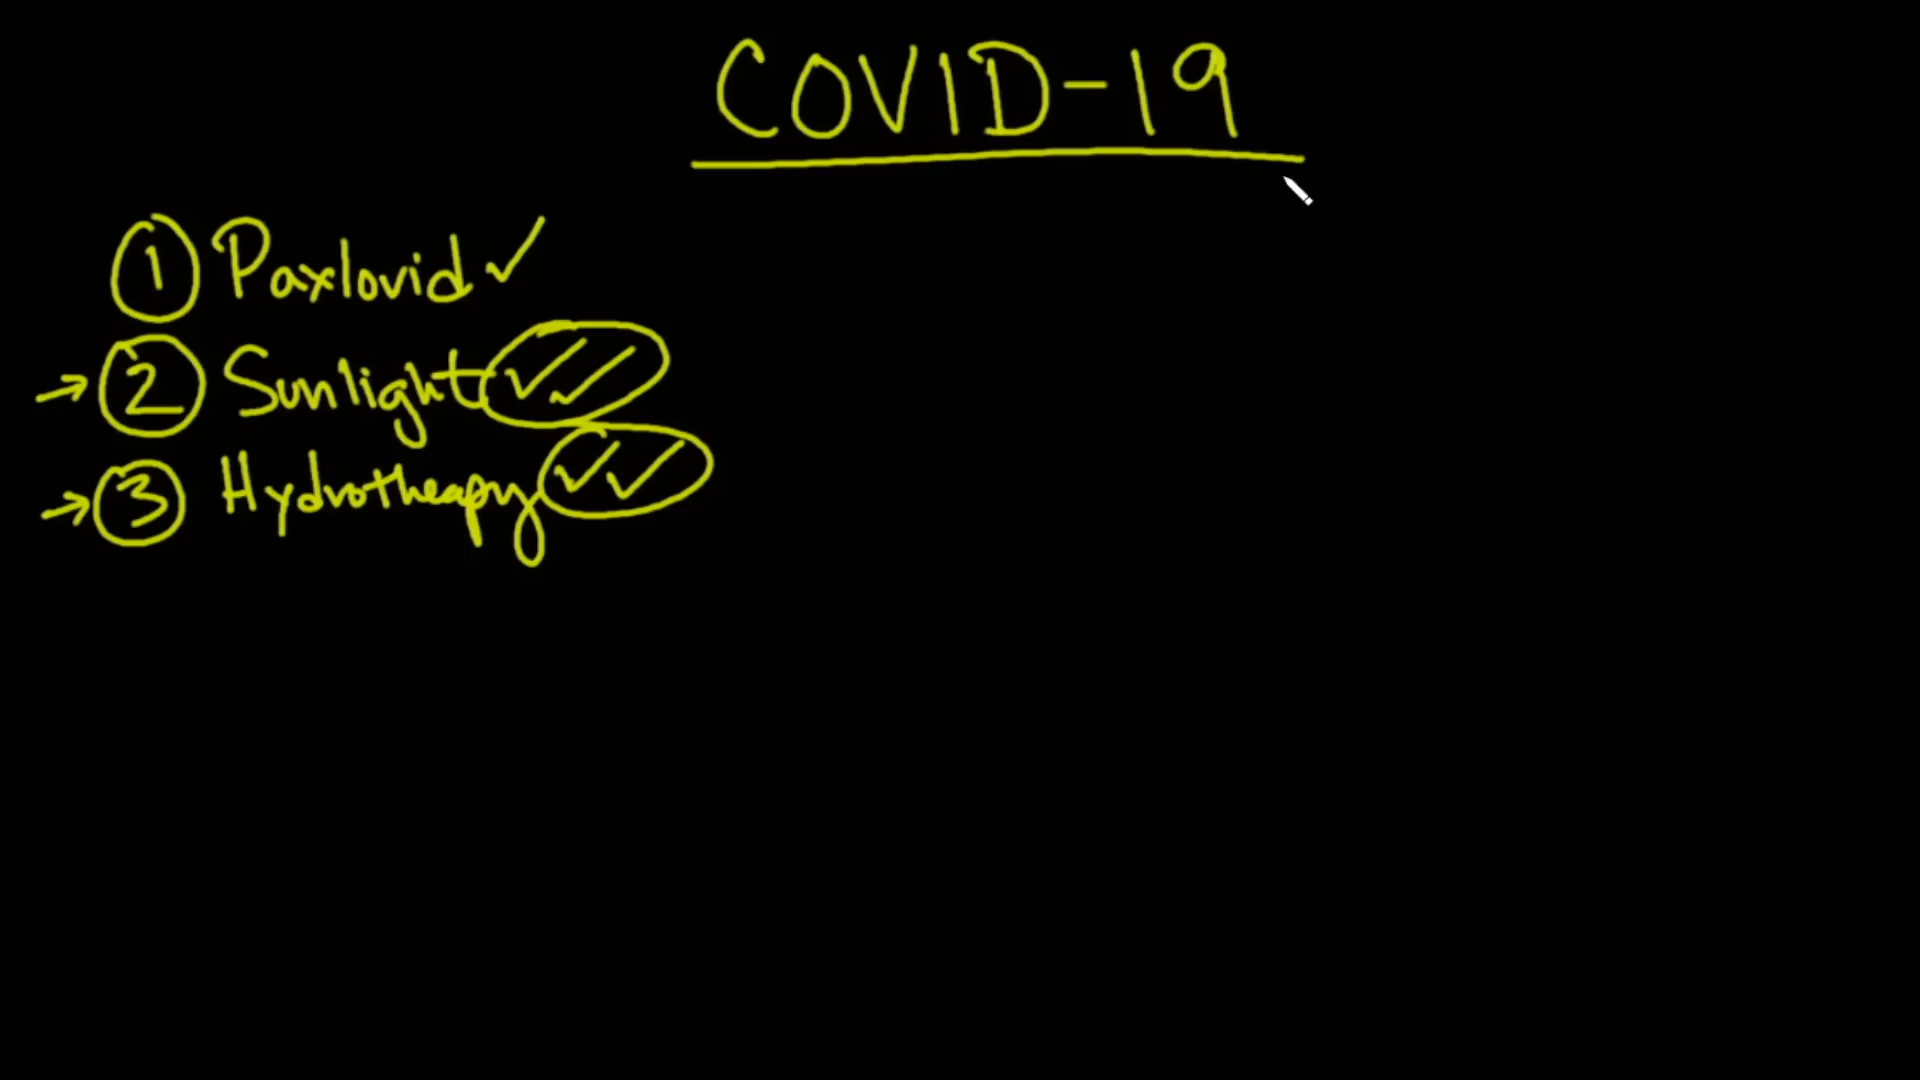 COVID-19
1 Paxlovid ✓
→ 2 Sunlight ✓✓
→ 3 Hydrotheapy ✓✓